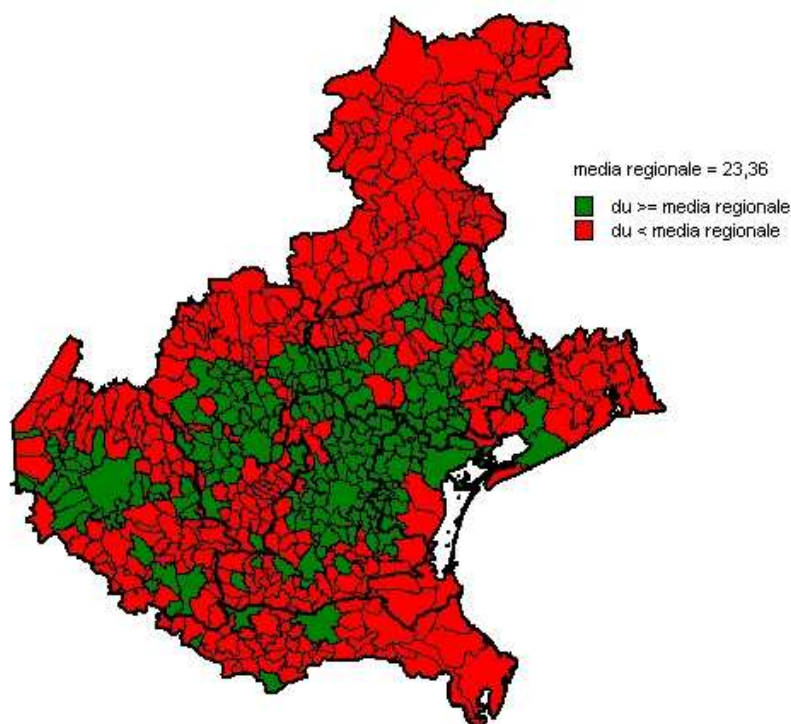 media regionale = 23,36
du >= media regionale
du < media regionale